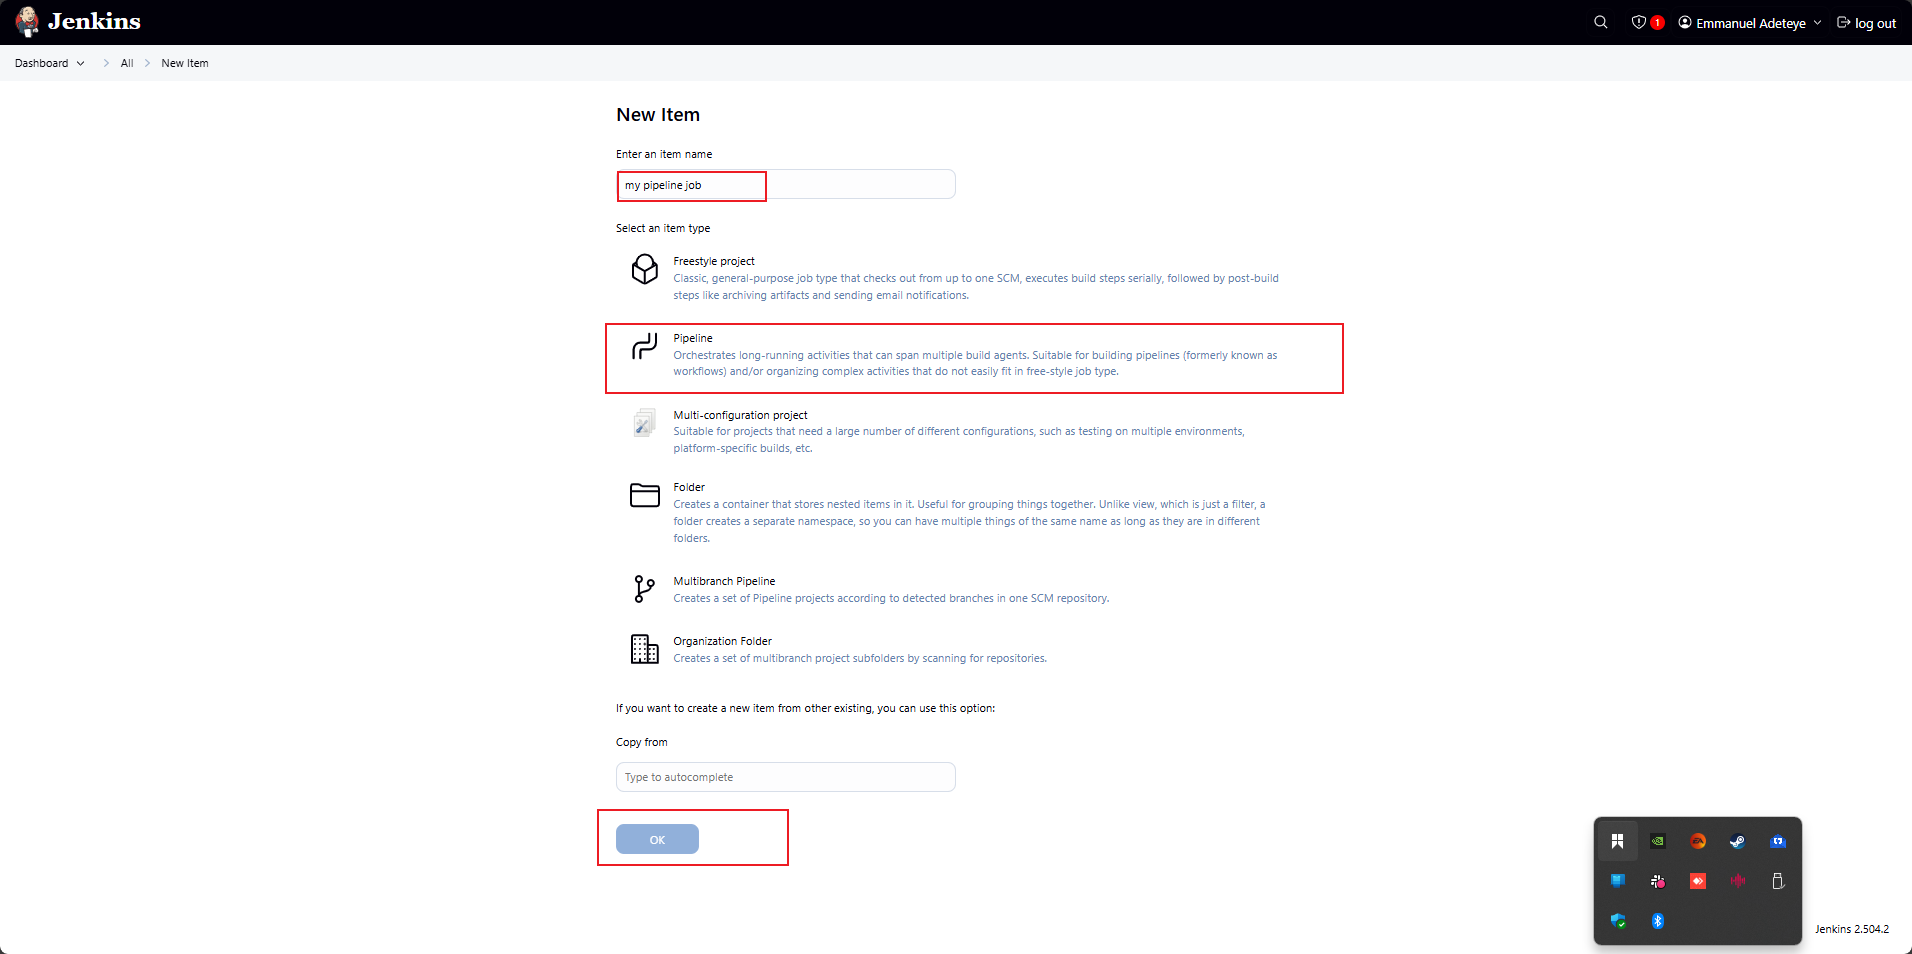 Jenkins
1
Emmanuel Adeteye
log out
Dashboard
All
New Item
New Item
Enter an item name
my pipeline job
Select an item type
Freestyle project
Classic, general-purpose job type that checks out from up to one SCM, executes build steps serially, followed by post-build
steps like archiving artifacts and sending email notifications.
Pipeline
Orchestrates long-running activities that can span multiple build agents. Suitable for building pipelines (formerly known as
workflows) and/or organizing complex activities that do not easily fit in free-style job type.
Multi-configuration project
Suitable for projects that need a large number of different configurations, such as testing on multiple environments,
platform-specific builds, etc.
Folder
Creates a container that stores nested items in it. Useful for grouping things together. Unlike view, which is just a filter, a
folder creates a separate namespace, so you can have multiple things of the same name as long as they are in different
folders.
Multibranch Pipeline
Creates a set of Pipeline projects according to detected branches in one SCM repository.
Organization Folder
Creates a set of multibranch project subfolders by scanning for repositories.
If you want to create a new item from other existing, you can use this option:
Copy from
Type to autocomplete
OK
Jenkins 2.504.2